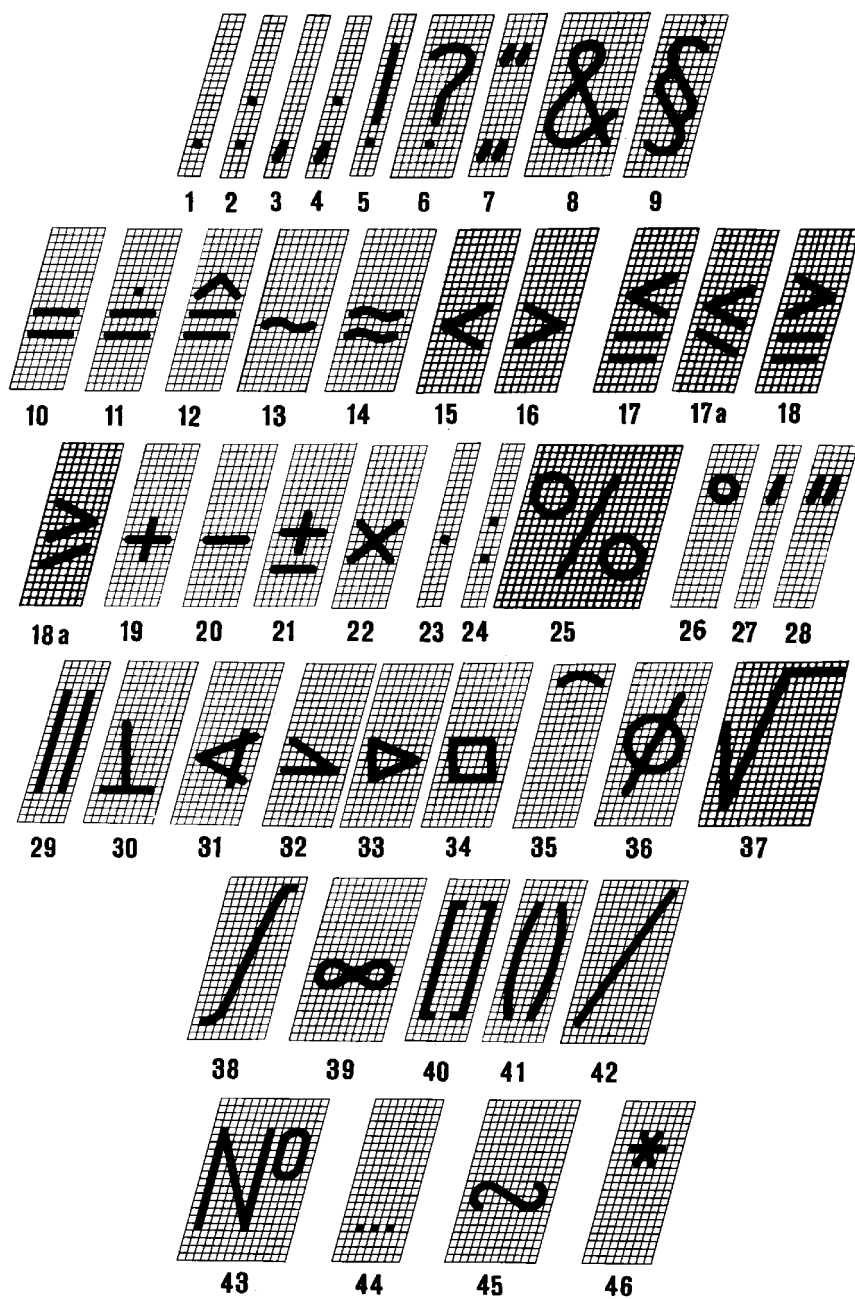 . : , ; ! ? „ “ & §
1 2 3 4 5 6 7 8 9
= ≐ ≙ ~ ≈ < > ≦ ⩽ ≧
10 11 12 13 14 15 16 17 17a 18
⩾ + − ± × · : % ° ′ ″
18a 19 20 21 22 23 24 25 26 27 28
∥ ⊥ ∢ ⌒ ∅ √
29 30 31 32 33 34 35 36 37
∫ ∞ [ ] ( ) /
38 39 40 41 42
№ ... ∾ *
43 44 45 46